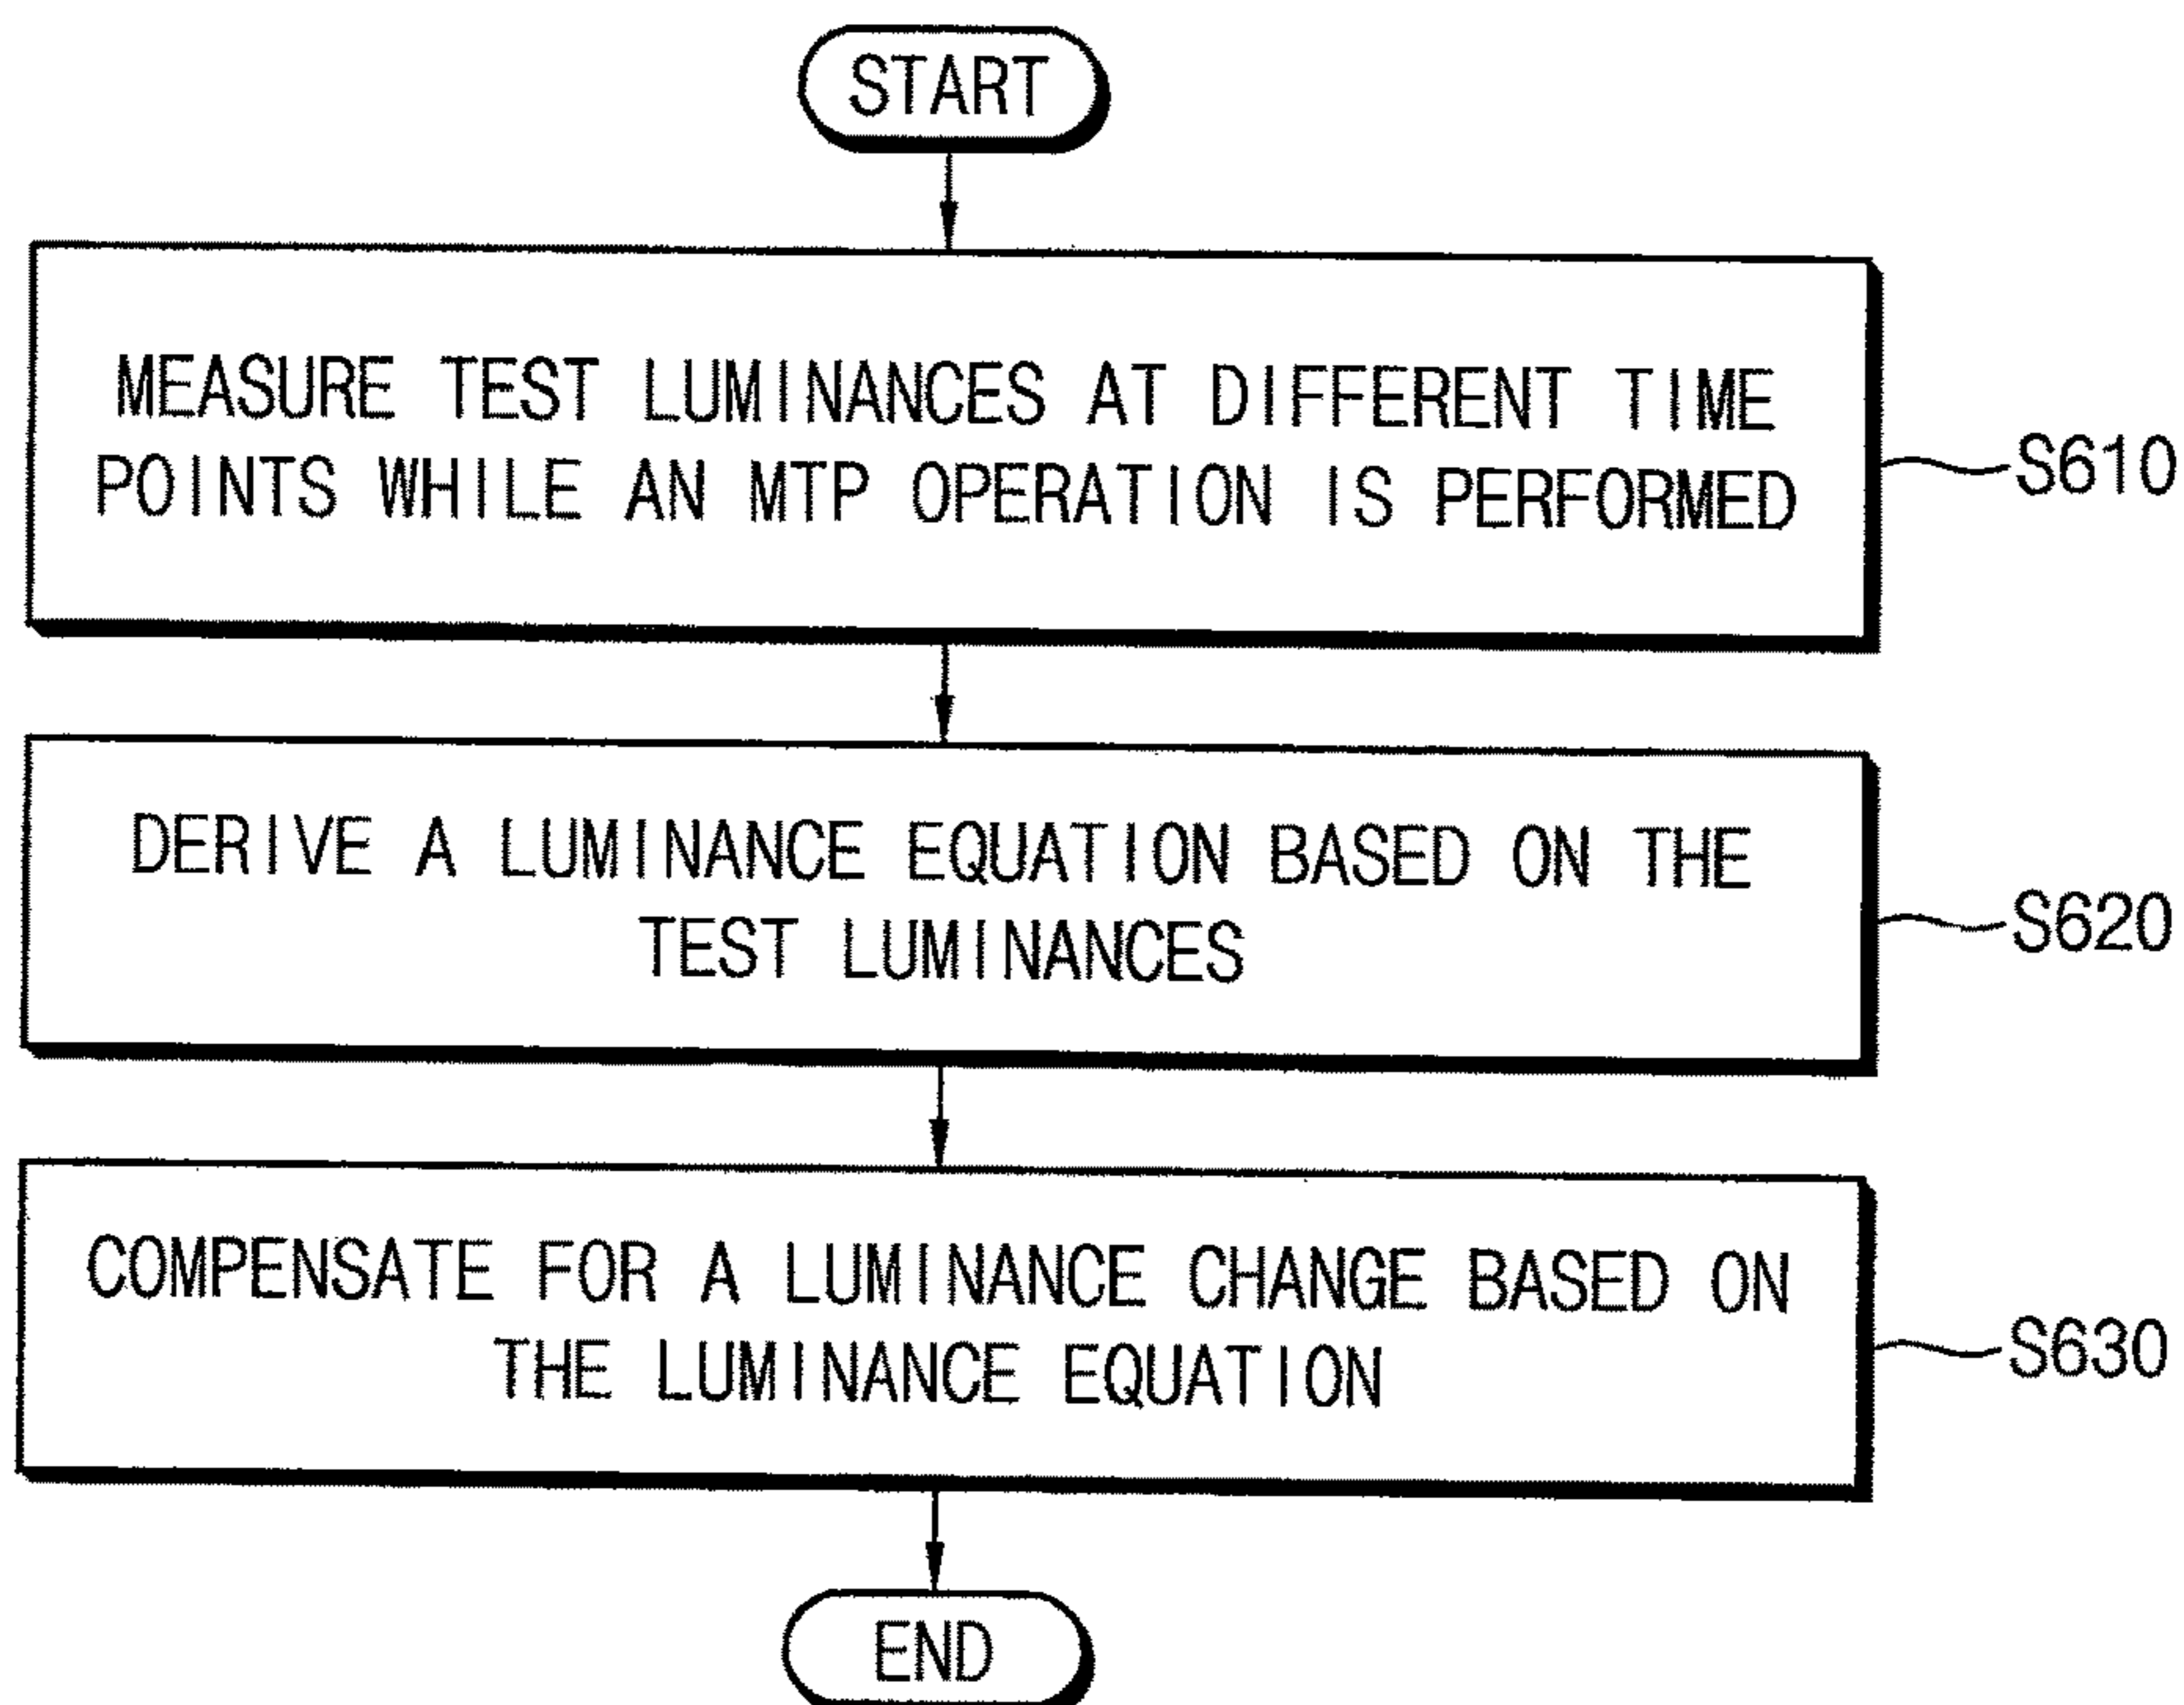 START
MEASURE TEST LUMINANCES AT DIFFERENT TIME
POINTS WHILE AN MTP OPERATION IS PERFORMED
S610
DERIVE A LUMINANCE EQUATION BASED ON THE
TEST LUMINANCES
S620
COMPENSATE FOR A LUMINANCE CHANGE BASED ON
THE LUMINANCE EQUATION
S630
END